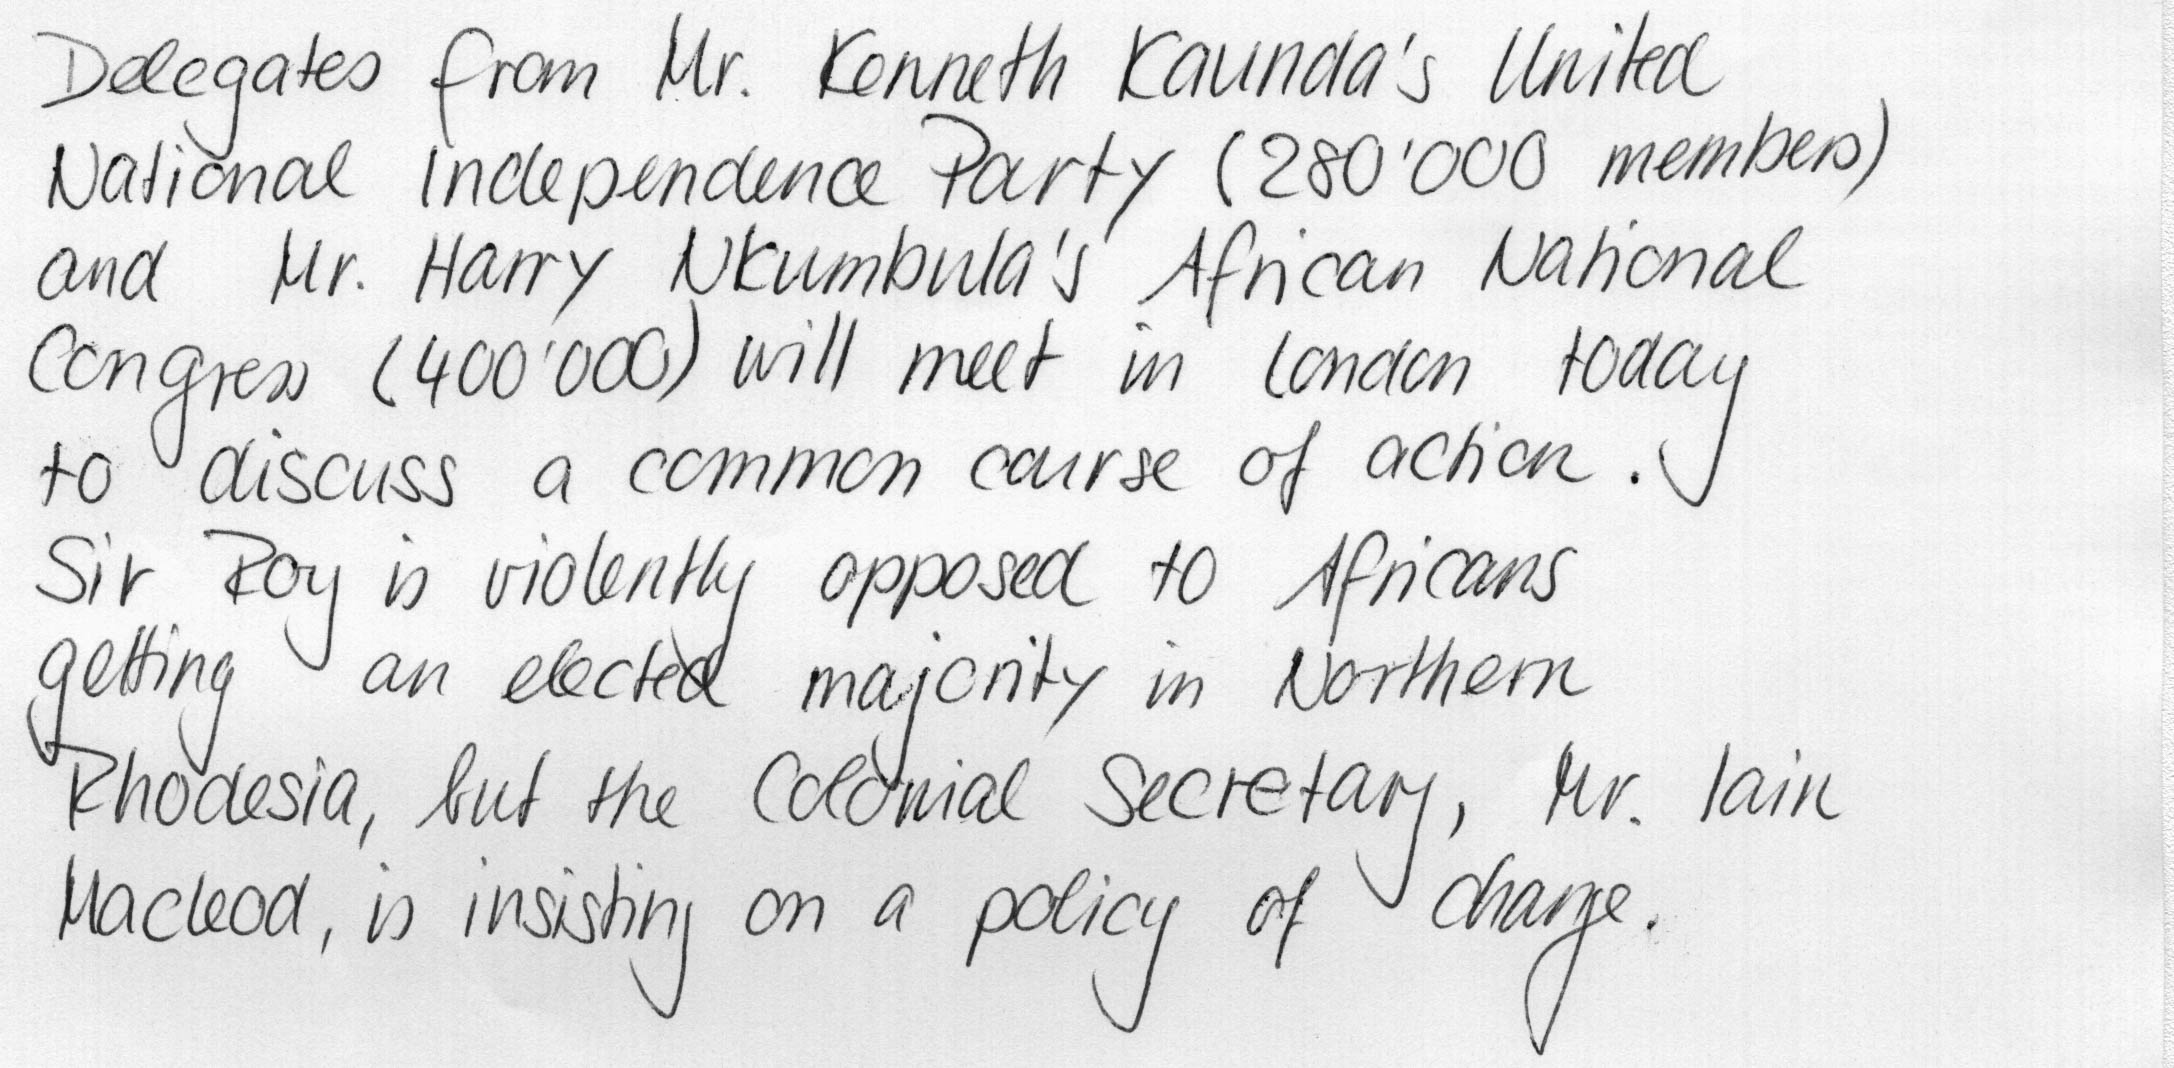 Delegates from Mr. Kenneth Kaunda's United
National Independence Party (280'000 members)
and Mr. Harry Nkumbula's African National
Congress (400'000) will meet in London today
to discuss a common course of action.
Sir Roy is violently opposed to Africans
getting an elected majority in Northern
Rhodesia, but the Colonial Secretary, Mr. Iain
Macleod, is insisting on a policy of change.